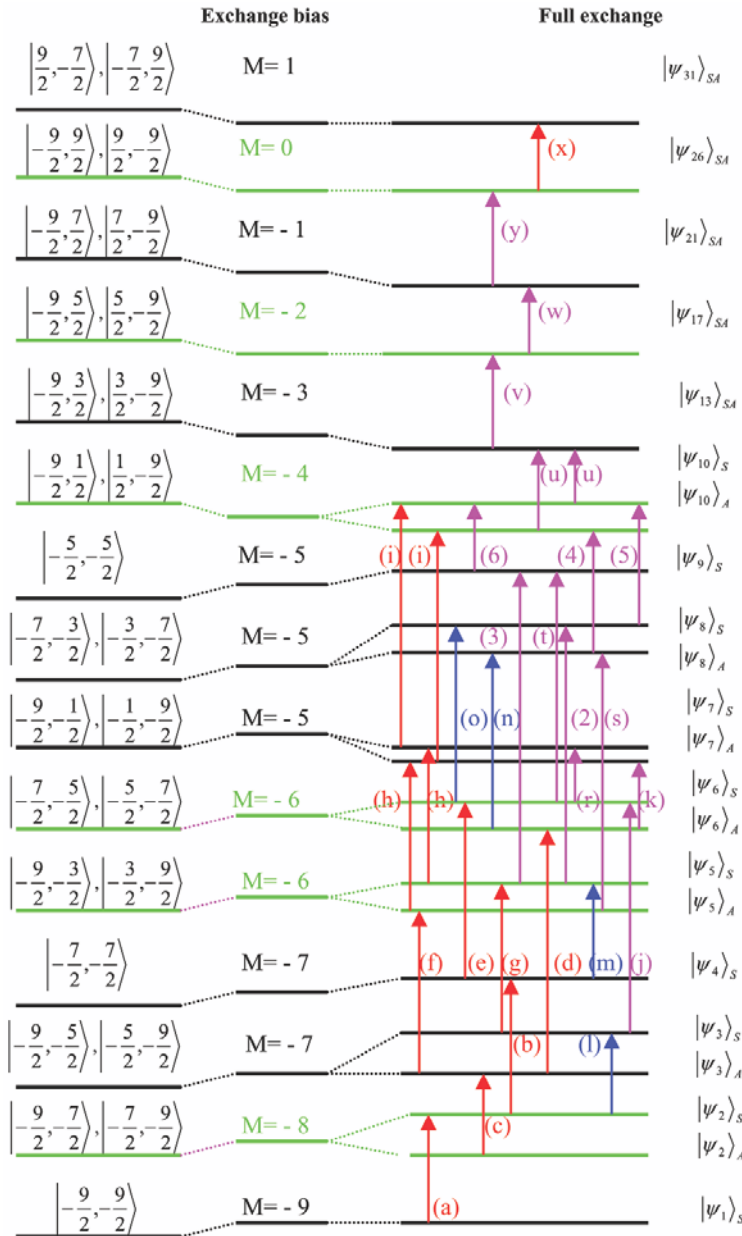 Exchange bias Full exchange
|9/2,-7/2⟩,|-7/2,9/2⟩ M= 1 |ψ31⟩SA
(x)
|-9/2,9/2⟩,|9/2,-9/2⟩ M= 0 |ψ26⟩SA
(y)
|-9/2,7/2⟩,|7/2,-9/2⟩ M= - 1 |ψ21⟩SA
(w)
|-9/2,5/2⟩,|5/2,-9/2⟩ M= - 2 |ψ17⟩SA
(v)
|-9/2,3/2⟩,|3/2,-9/2⟩ M= - 3 |ψ13⟩SA
|-9/2,1/2⟩,|1/2,-9/2⟩ M= - 4 (u) (u) |ψ10⟩S
|ψ10⟩A
|-5/2,-5/2⟩ M= - 5 (i) (i) (6) (4) (5) |ψ9⟩S
|-7/2,-3/2⟩,|-3/2,-7/2⟩ M= - 5 (3) (t) |ψ8⟩S
|ψ8⟩A
|-9/2,-1/2⟩,|-1/2,-9/2⟩ M= - 5 (o) (n) (2) (s) |ψ7⟩S
|ψ7⟩A
|-7/2,-5/2⟩,|-5/2,-7/2⟩ M= - 6 (h) (h) (r) (k) |ψ6⟩S
|ψ6⟩A
|-9/2,-3/2⟩,|-3/2,-9/2⟩ M= - 6 |ψ5⟩S
|ψ5⟩A
|-7/2,-7/2⟩ M= - 7 (f) (e) (g) (d) (m) (j) |ψ4⟩S
|-9/2,-5/2⟩,|-5/2,-9/2⟩ M= - 7 (b) (l) |ψ3⟩S
|ψ3⟩A
|-9/2,-7/2⟩,|-7/2,-9/2⟩ M= - 8 (c) |ψ2⟩S
|ψ2⟩A
|-9/2,-9/2⟩ M= - 9 (a) |ψ1⟩S